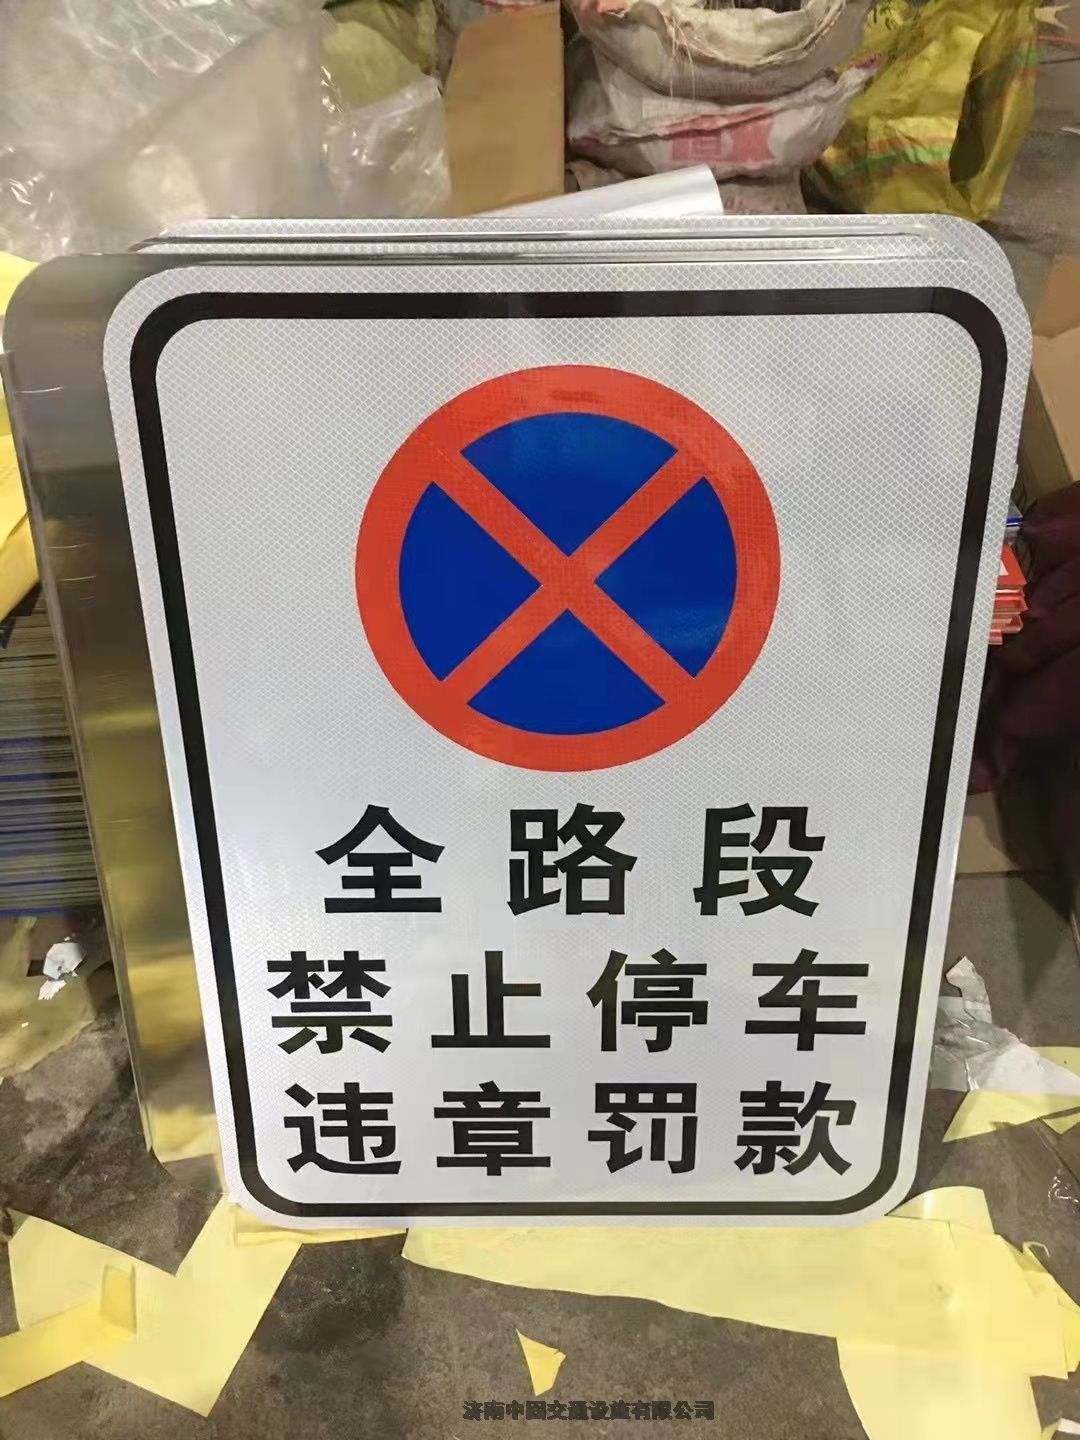 全路段
禁止停车
违章罚款
济南中国交通设施有限公司